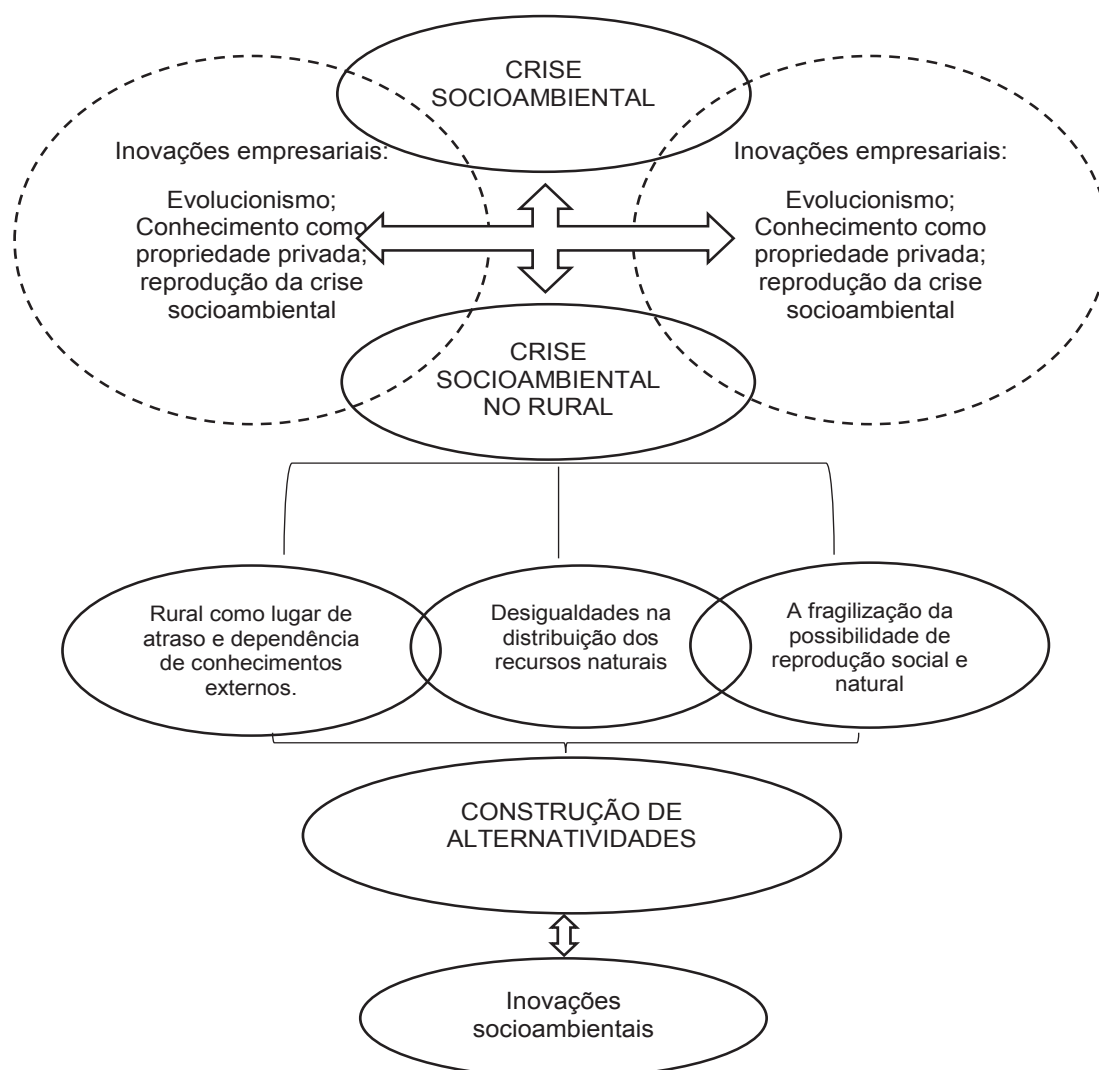 CRISE
SOCIOAMBIENTAL
Inovações empresariais:
Evolucionismo;
Conhecimento como
propriedade privada;
reprodução da crise
socioambiental
Inovações empresariais:
Evolucionismo;
Conhecimento como
propriedade privada;
reprodução da crise
socioambiental
CRISE
SOCIOAMBIENTAL
NO RURAL
Rural como lugar de
atraso e dependência
de conhecimentos
externos.
Desigualdades na
distribuição dos
recursos naturais
A fragilização da
possibilidade de
reprodução social e
natural
CONSTRUÇÃO DE
ALTERNATIVIDADES
Inovações
socioambientais